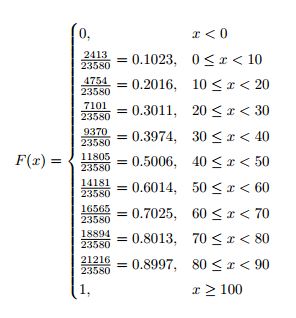 0, x < 0
2413/23580 = 0.1023, 0 ≤ x < 10
4754/23580 = 0.2016, 10 ≤ x < 20
7101/23580 = 0.3011, 20 ≤ x < 30
9370/23580 = 0.3974, 30 ≤ x < 40
F(x) = { 11805/23580 = 0.5006, 40 ≤ x < 50
14181/23580 = 0.6014, 50 ≤ x < 60
16565/23580 = 0.7025, 60 ≤ x < 70
18894/23580 = 0.8013, 70 ≤ x < 80
21216/23580 = 0.8997, 80 ≤ x < 90
1, x ≥ 100